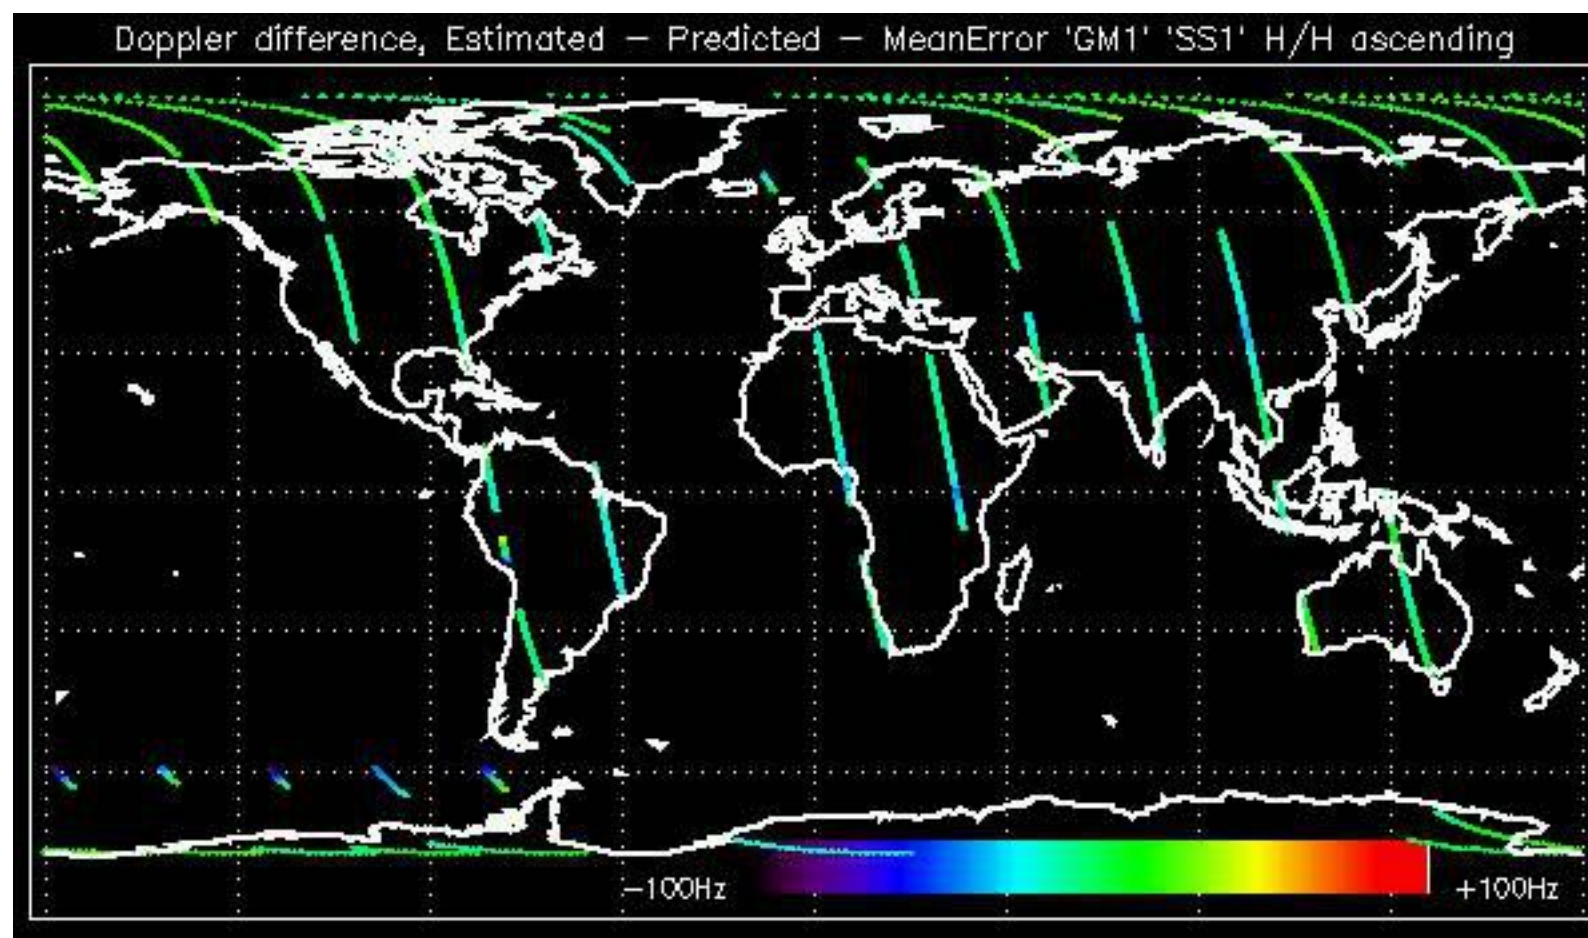 Doppler difference, Estimated - Predicted - MeanError 'GM1' 'SS1' H/H ascending
-100Hz +100Hz